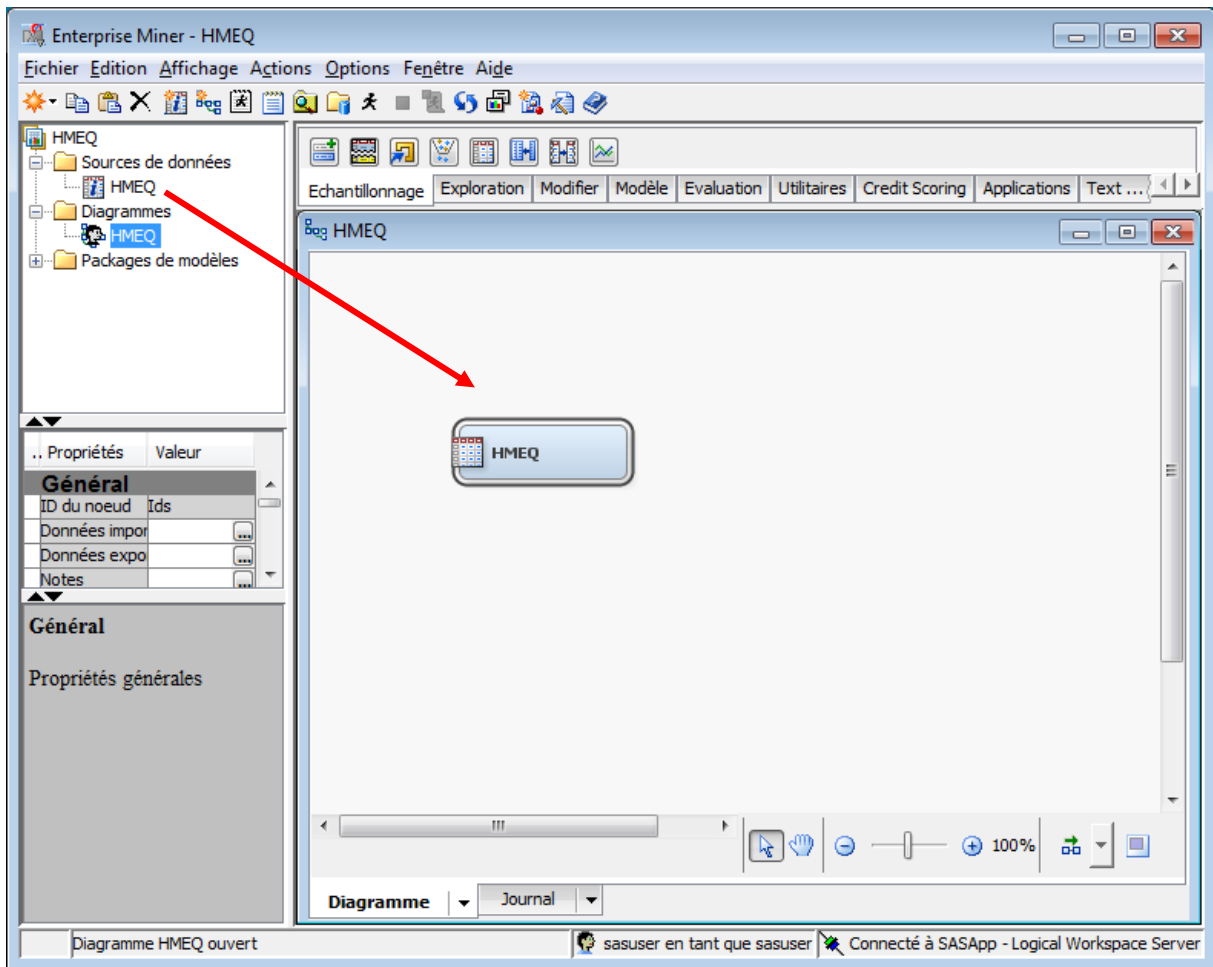 Enterprise Miner - HMEQ
Fichier Edition Affichage Actions Options Fenêtre Aide
HMEQ
Sources de données
HMEQ
Diagrammes
HMEQ
Packages de modèles
Echantillonnage Exploration Modifier Modèle Evaluation Utilitaires Credit Scoring Applications Text ...
HMEQ
HMEQ
.. Propriétés Valeur
Général
ID du noeud Ids
Données impor ...
Données expo ...
Notes ...
Général
Propriétés générales
100%
Diagramme Journal
Diagramme HMEQ ouvert sasuser en tant que sasuser Connecté à SASApp - Logical Workspace Server